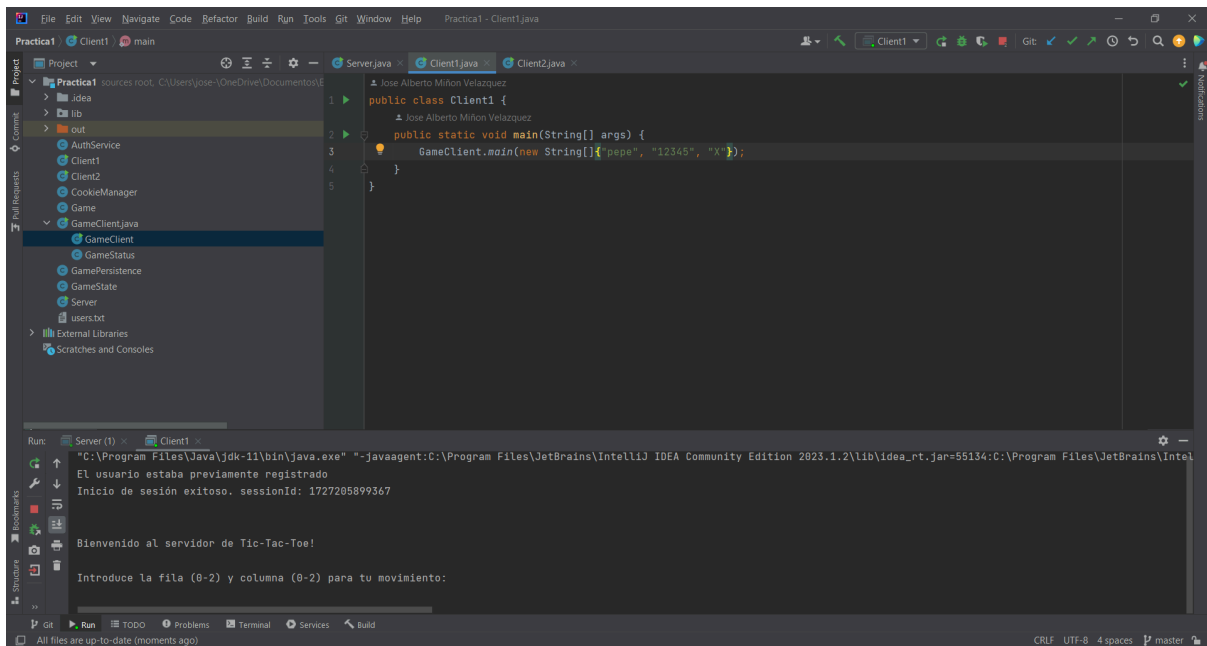 File Edit View Navigate Code Refactor Build Run Tools Git Window Help Practica1 - Client1.java
Practica1 Client1 main Client1 Git:
Project Server.java Client1.java Client2.java
Practica1 sources root, C:\Users\jose-\OneDrive\Documentos\E
.idea
lib
out
AuthService
Client1
Client2
CookieManager
Game
GameClient.java
GameClient
GameStatus
GamePersistence
GameState
Server
users.txt
External Libraries
Scratches and Consoles
Jose Alberto Miñon Velazquez
1 public class Client1 {
Jose Alberto Miñon Velazquez
2 public static void main(String[] args) {
3 GameClient.main(new String[]{"pepe", "12345", "X"});
4 }
5 }
Project
Commit
Pull Requests
Bookmarks
Structure
Notifications
Run: Server (1) Client1
"C:\Program Files\Java\jdk-11\bin\java.exe" "-javaagent:C:\Program Files\JetBrains\IntelliJ IDEA Community Edition 2023.1.2\lib\idea_rt.jar=55134:C:\Program Files\JetBrains\Intel
El usuario estaba previamente registrado
Inicio de sesión exitoso. sessionId: 1727205899367
Bienvenido al servidor de Tic-Tac-Toe!
Introduce la fila (0-2) y columna (0-2) para tu movimiento:
Git Run TODO Problems Terminal Services Build
All files are up-to-date (moments ago) CRLF UTF-8 4 spaces master